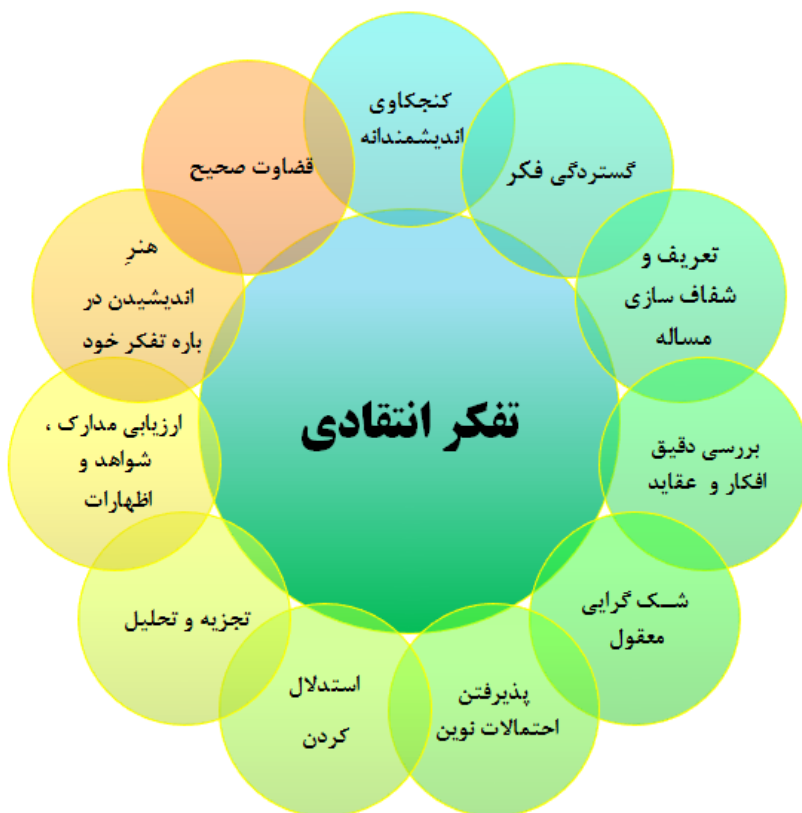 کنجکاوی
اندیشمندانه
گستردگی فکر
تعریف و
شفاف سازی
مساله
بررسی دقیق
افکار و عقاید
شــک گرایی
معقول
پذیرفتن
احتمالات نوین
استدلال
کردن
تجزیه و تحلیل
ارزیابی مدارک ،
شواهد و
اظهارات
هنرِ
اندیشیدن در
باره تفکر خود
قضاوت صحیح
تفکر انتقادی